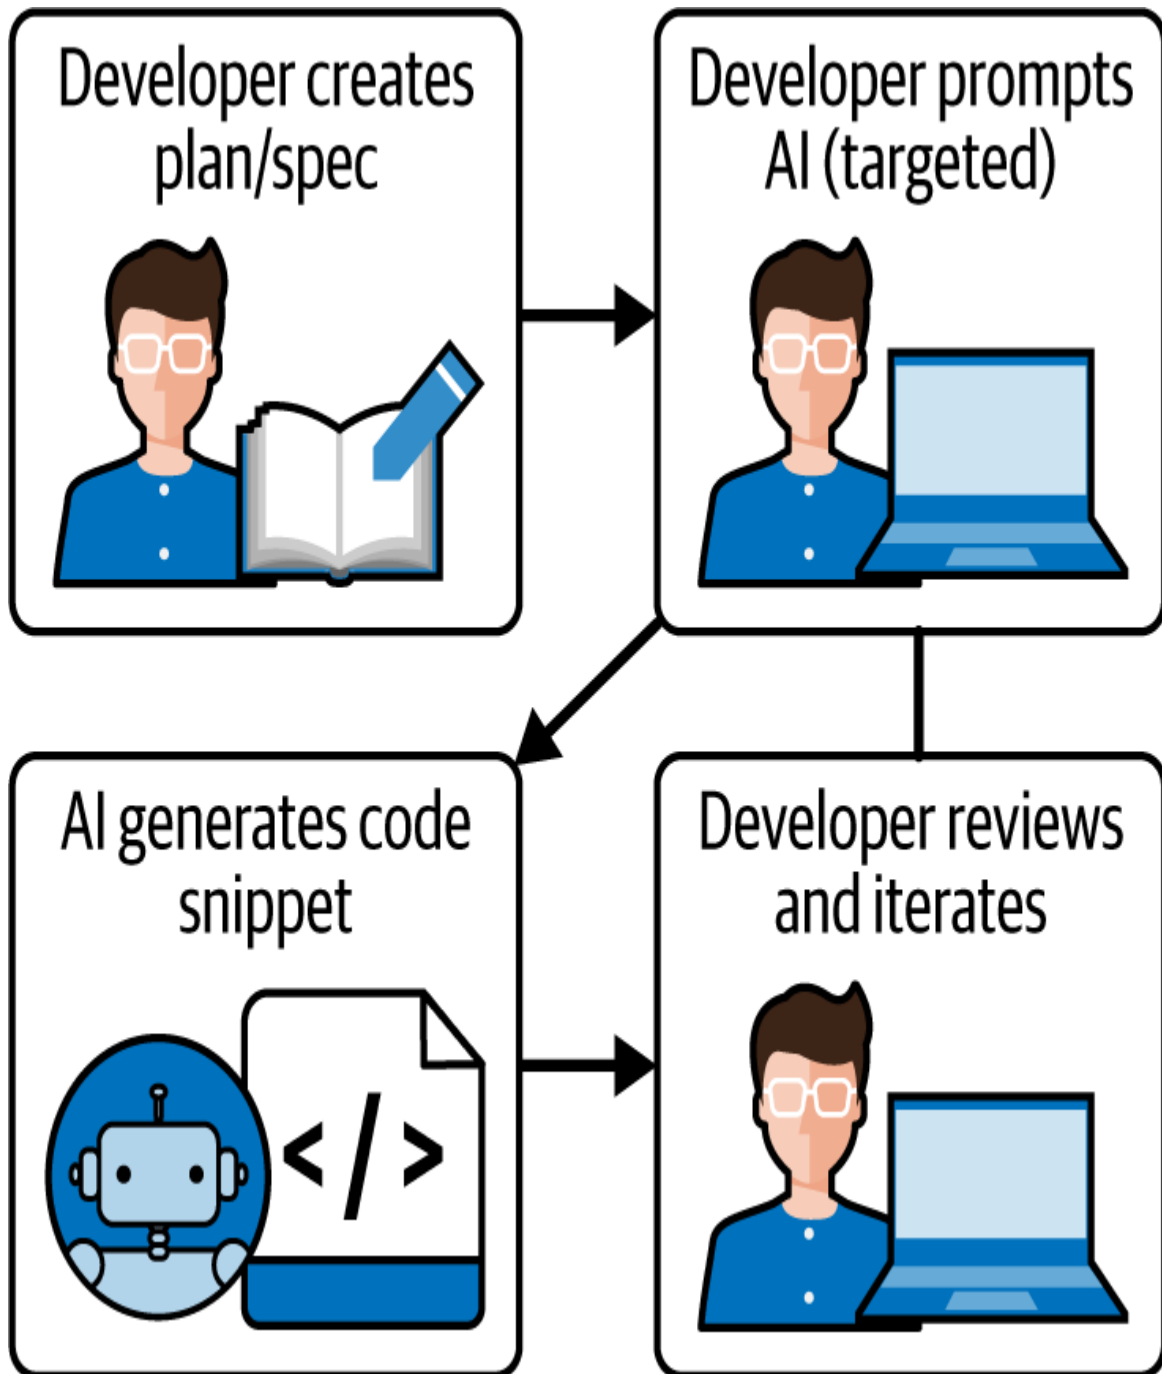 Developer creates
plan/spec
Developer prompts
AI (targeted)
AI generates code
snippet
</>
Developer reviews
and iterates